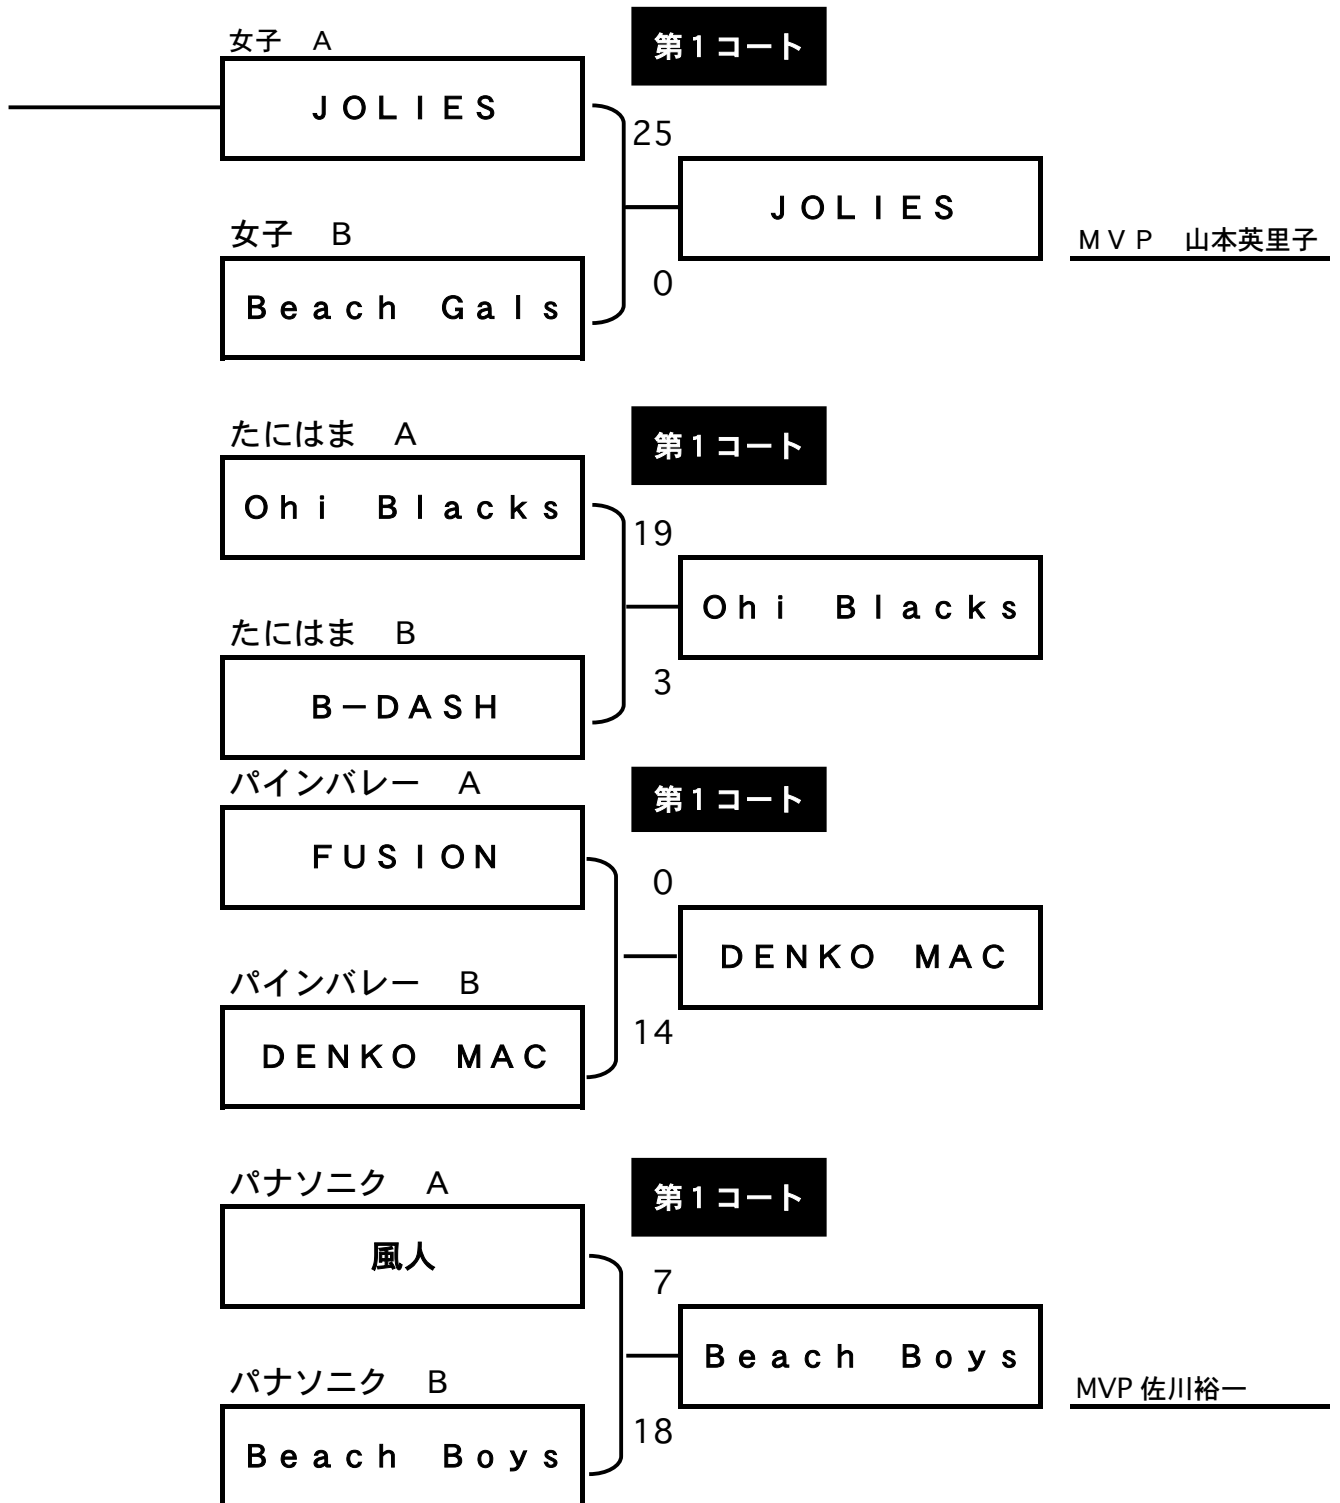 女子　A
第１コート
ＪＯＬＩＥＳ
25
ＪＯＬＩＥＳ
女子　B
ＭＶＰ　山本英里子
0
Ｂｅａｃｈ　Ｇａｌｓ
たにはま　A
第１コート
Ｏｈｉ　Ｂｌａｃｋｓ
19
Ｏｈｉ　Ｂｌａｃｋｓ
たにはま　B
3
Ｂ－ＤＡＳＨ
パインバレー　A
第１コート
ＦＵＳＩＯＮ
0
ＤＥＮＫＯ　ＭＡＣ
パインバレー　B
14
ＤＥＮＫＯ　ＭＡＣ
パナソニク　A
第１コート
風人
7
Ｂｅａｃｈ　Ｂｏｙｓ
パナソニク　B
MVP 佐川裕一
18
Ｂｅａｃｈ　Ｂｏｙｓ